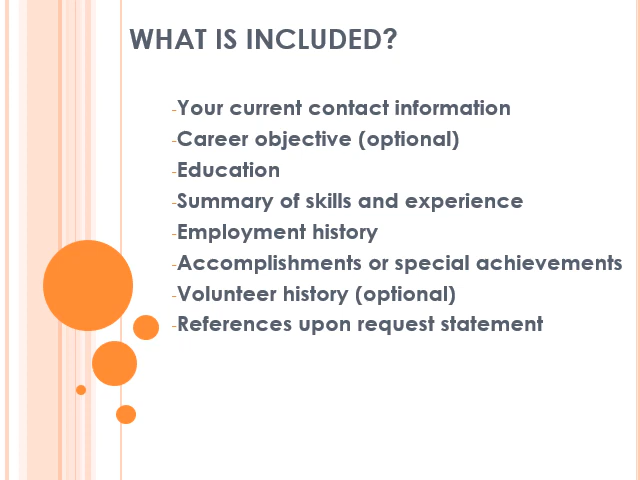 WHAT IS INCLUDED?
-Your current contact information
-Career objective (optional)
-Education
-Summary of skills and experience
-Employment history
-Accomplishments or special achievements
-Volunteer history (optional)
-References upon request statement